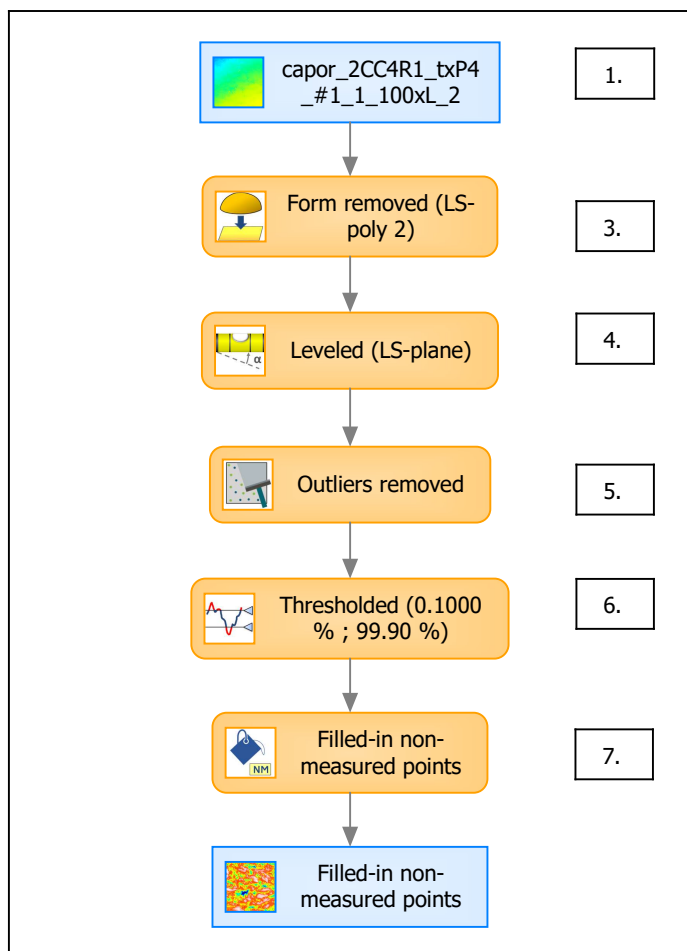 capor_2CC4R1_txP4
_#1_1_100xL_2
1.
Form removed (LS-
poly 2)
3.
α
Leveled (LS-plane)
4.
Outliers removed
5.
Thresholded (0.1000
% ; 99.90 %)
6.
NM
Filled-in non-
measured points
7.
Filled-in non-
measured points